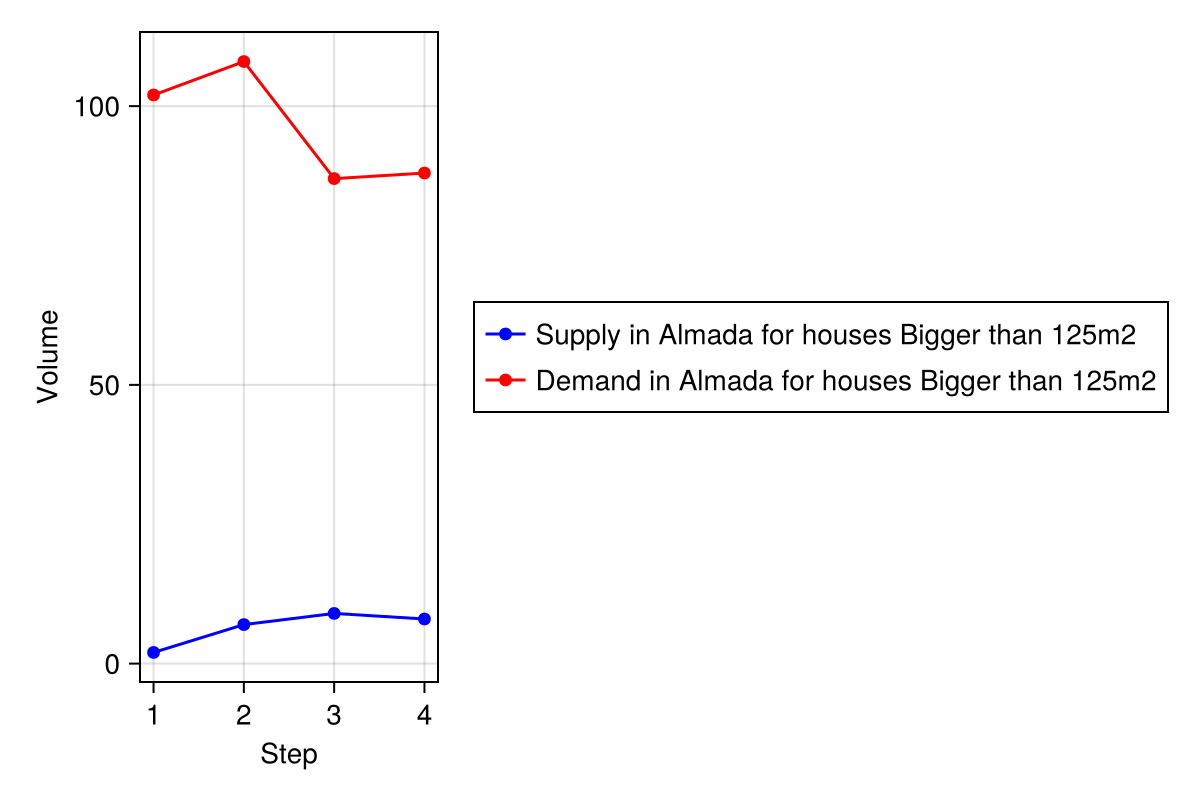 100
50
0
Volume
1 2 3 4
Step
Supply in Almada for houses Bigger than 125m2
Demand in Almada for houses Bigger than 125m2